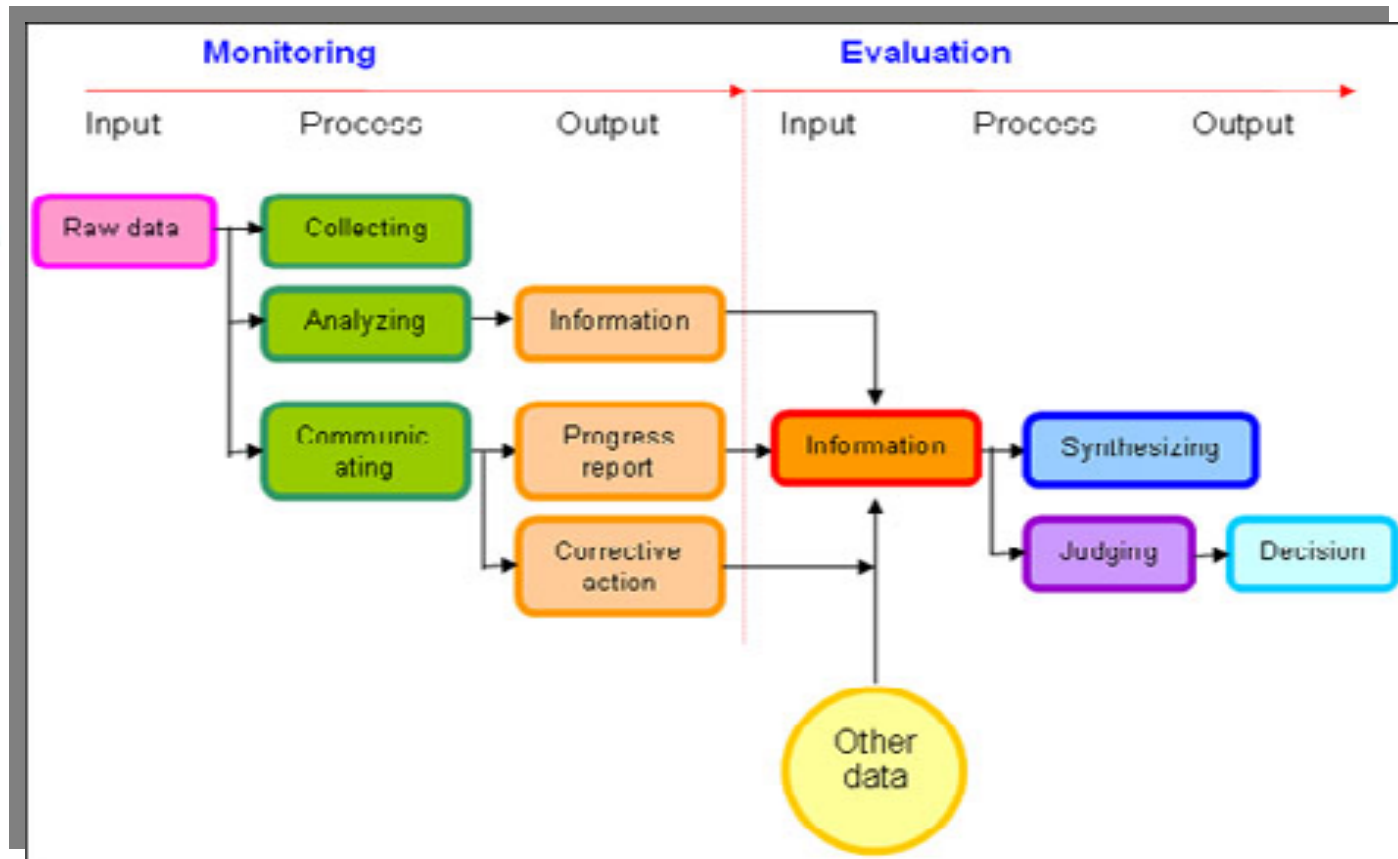 Monitoring
Evaluation
Input
Process
Output
Input
Process
Output
Raw data
Collecting
Analyzing
Information
Communic
ating
Progress
report
Information
Synthesizing
Corrective
action
Judging
Decision
Other
data